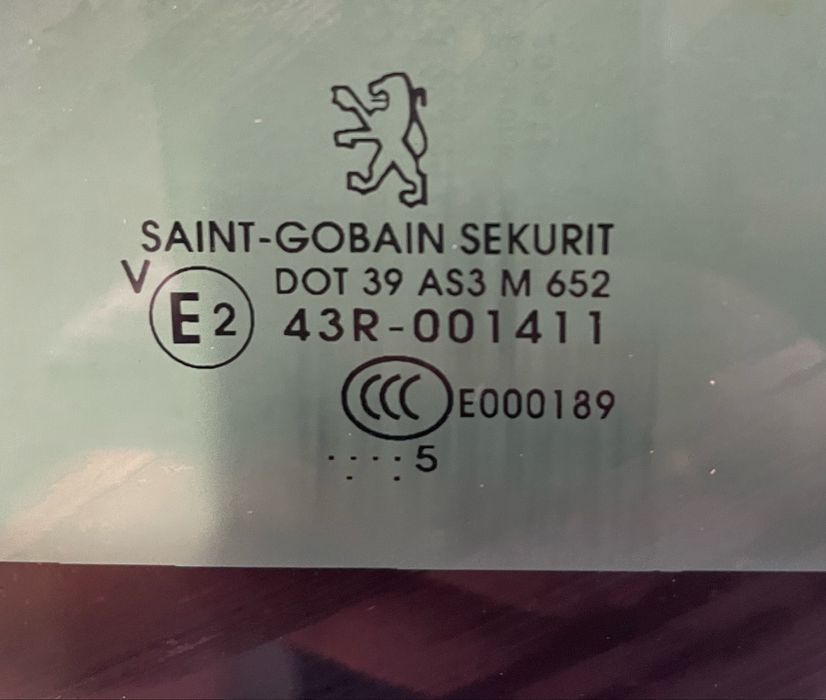 SAINT-GOBAIN SEKURIT
V DOT 39 AS3 M 652
E2 43R-001411
CCC E000189
. . . . : 5